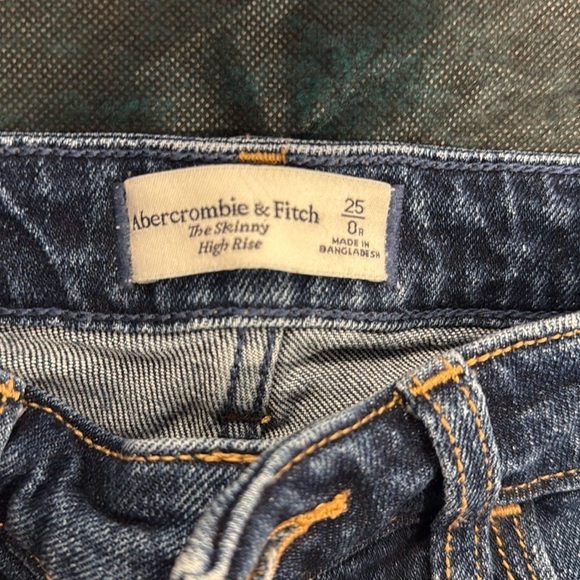 Abercrombie & Fitch
The Skinny
High Rise
25
0R
MADE IN
BANGLADESH